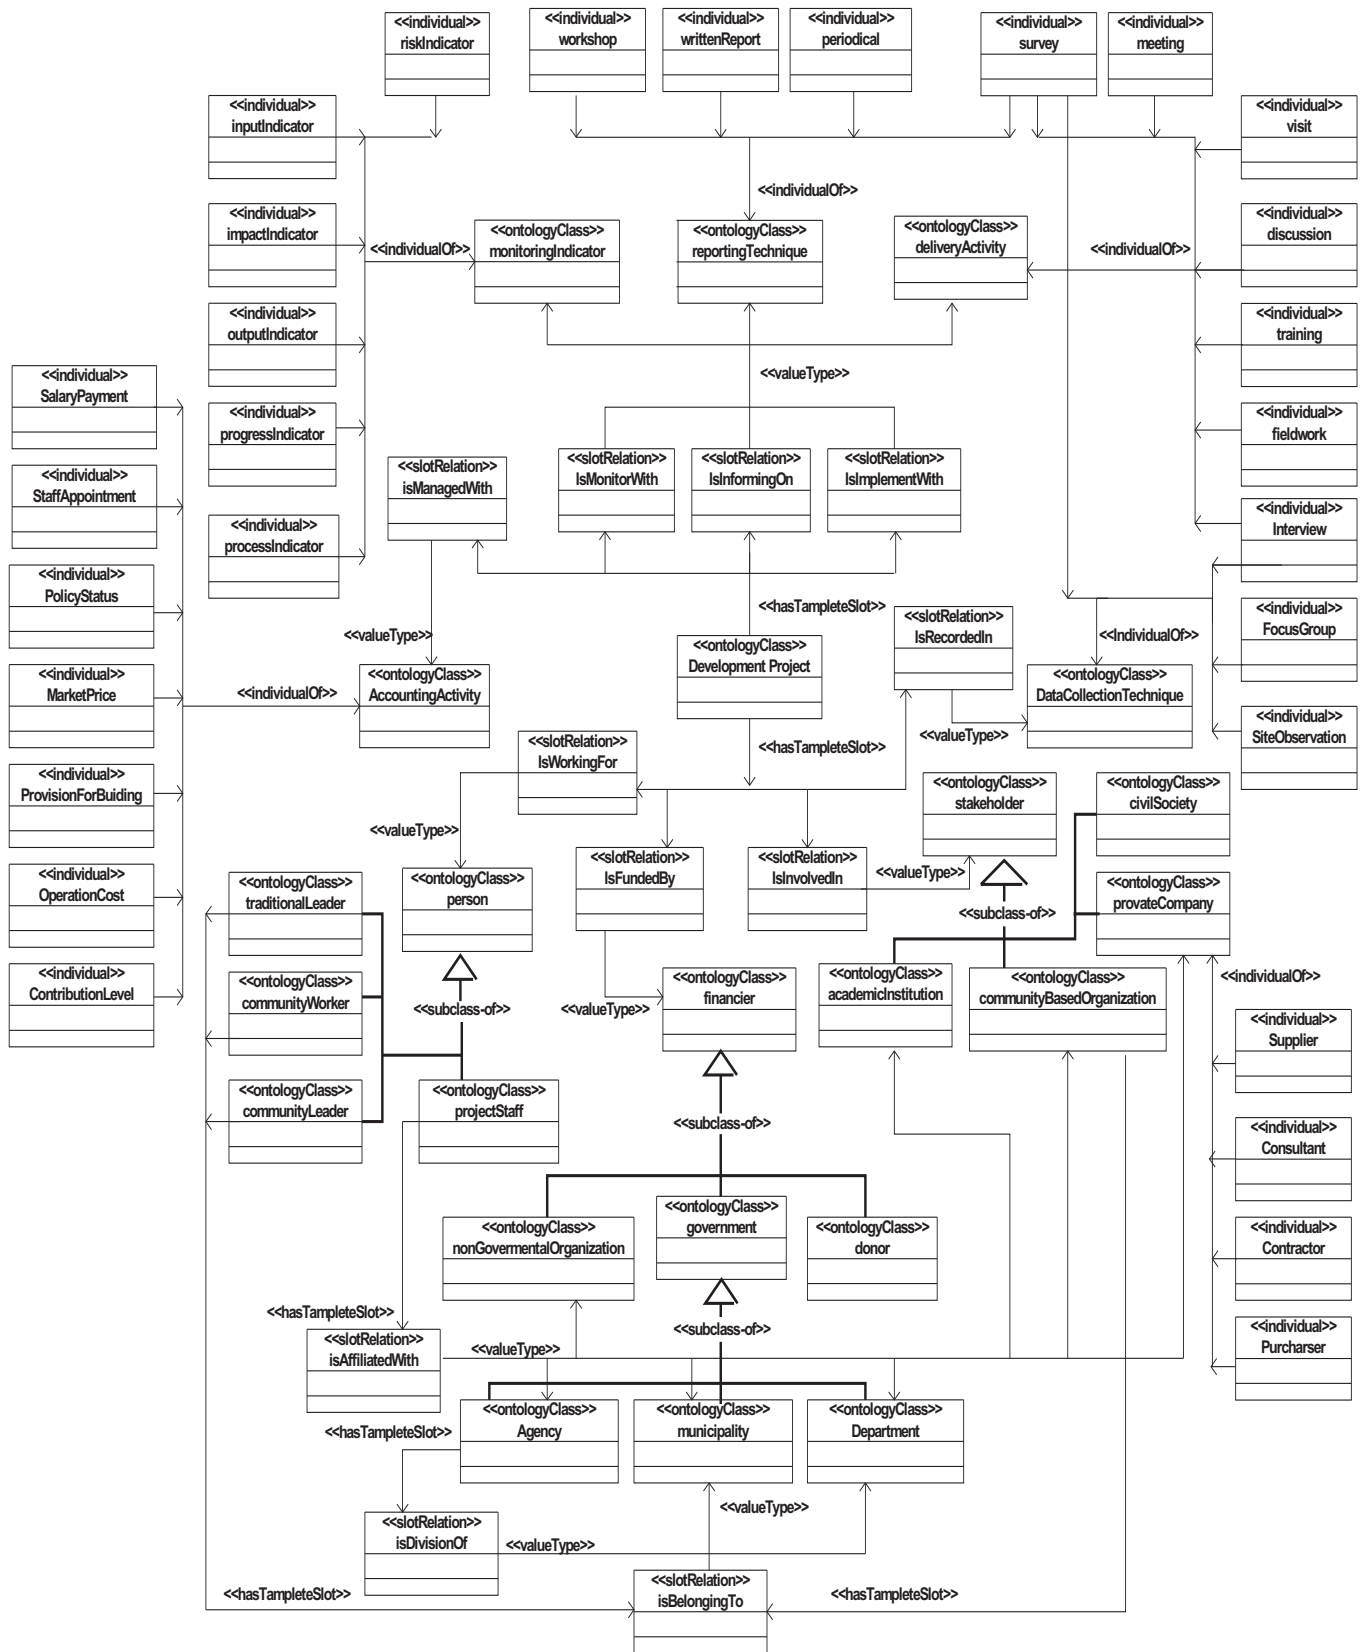 <<individual>>
riskIndicator
<<individual>>
workshop
<<individual>>
writtenReport
<<individual>>
periodical
<<individual>>
survey
<<individual>>
meeting
<<individual>>
inputIndicator
<<individual>>
visit
<<individualOf>>
<<individual>>
impactIndicator
<<individualOf>>
<<ontologyClass>>
monitoringIndicator
<<ontologyClass>>
reportingTechnique
<<ontologyClass>>
deliveryActivity
<<individualOf>>
<<individual>>
discussion
<<individual>>
outputIndicator
<<individual>>
training
<<individual>>
SalaryPayment
<<valueType>>
<<individual>>
progressIndicator
<<individual>>
fieldwork
<<slotRelation>>
isManagedWith
<<slotRelation>>
IsMonitorWith
<<slotRelation>>
IsInformingOn
<<slotRelation>>
IsImplementWith
<<individual>>
StaffAppointment
<<individual>>
Interview
<<individual>>
processIndicator
<<individual>>
PolicyStatus
<<hasTampleteSlot>>
<<slotRelation>>
IsRecordedIn
<<individual>>
FocusGroup
<<valueType>>
<<ontologyClass>>
Development Project
<<IndividualOf>>
<<individual>>
MarketPrice
<<individualOf>>
<<ontologyClass>>
AccountingActivity
<<ontologyClass>>
DataCollectionTechnique
<<individual>>
SiteObservation
<<slotRelation>>
IsWorkingFor
<<hasTampleteSlot>>
<<valueType>>
<<individual>>
ProvisionForBuiding
<<ontologyClass>>
stakeholder
<<ontologyClass>>
civilSociety
<<valueType>>
<<slotRelation>>
IsFundedBy
<<slotRelation>>
IsInvolvedIn
<<valueType>>
<<individual>>
OperationCost
<<ontologyClass>>
traditionalLeader
<<ontologyClass>>
person
<<ontologyClass>>
provateCompany
<<subclass-of>>
<<individual>>
ContributionLevel
<<ontologyClass>>
communityWorker
<<subclass-of>>
<<valueType>>
<<ontologyClass>>
financier
<<ontologyClass>>
academicInstitution
<<ontologyClass>>
communityBasedOrganization
<<individualOf>>
<<individual>>
Supplier
<<ontologyClass>>
communityLeader
<<ontologyClass>>
projectStaff
<<subclass-of>>
<<individual>>
Consultant
<<ontologyClass>>
nonGovermentalOrganization
<<ontologyClass>>
government
<<ontologyClass>>
donor
<<individual>>
Contractor
<<hasTampleteSlot>>
<<subclass-of>>
<<slotRelation>>
isAffiliatedWith
<<valueType>>
<<individual>>
Purcharser
<<hasTampleteSlot>>
<<ontologyClass>>
Agency
<<ontologyClass>>
municipality
<<ontologyClass>>
Department
<<valueType>>
<<slotRelation>>
isDivisionOf
<<valueType>>
<<hasTampleteSlot>>
<<slotRelation>>
isBelongingTo
<<hasTampleteSlot>>